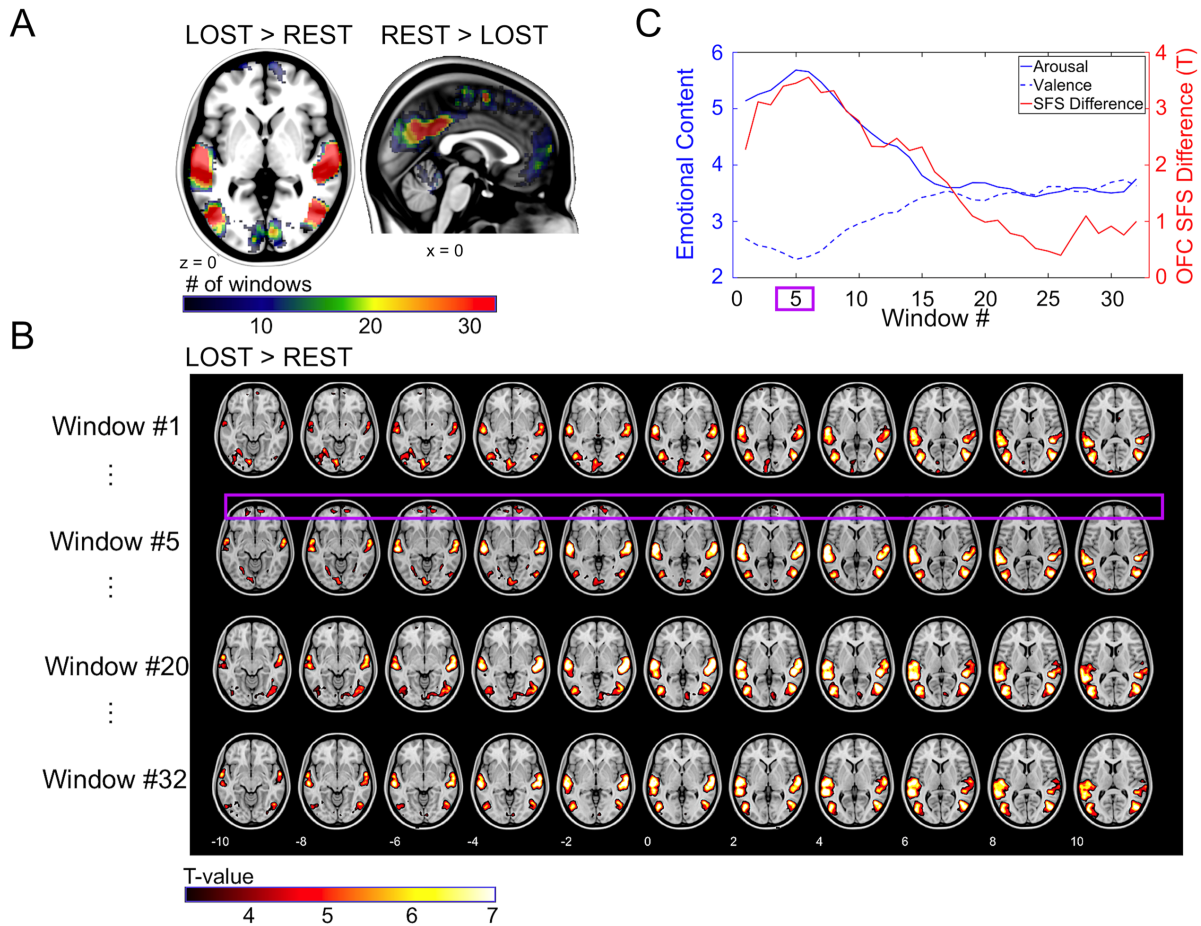 A
LOST > REST
REST > LOST
z = 0
x = 0
# of windows
10 20 30
C
6
5
4
3
2
Emotional Content
Arousal
Valence
SFS Difference
4
3
2
1
0
OFC SFS Difference (T)
0 5 10 15 20 25 30
Window #
B
LOST > REST
Window #1
⋮
Window #5
⋮
Window #20
⋮
Window #32
-10 -8 -6 -4 -2 0 2 4 6 8 10
T-value
4 5 6 7